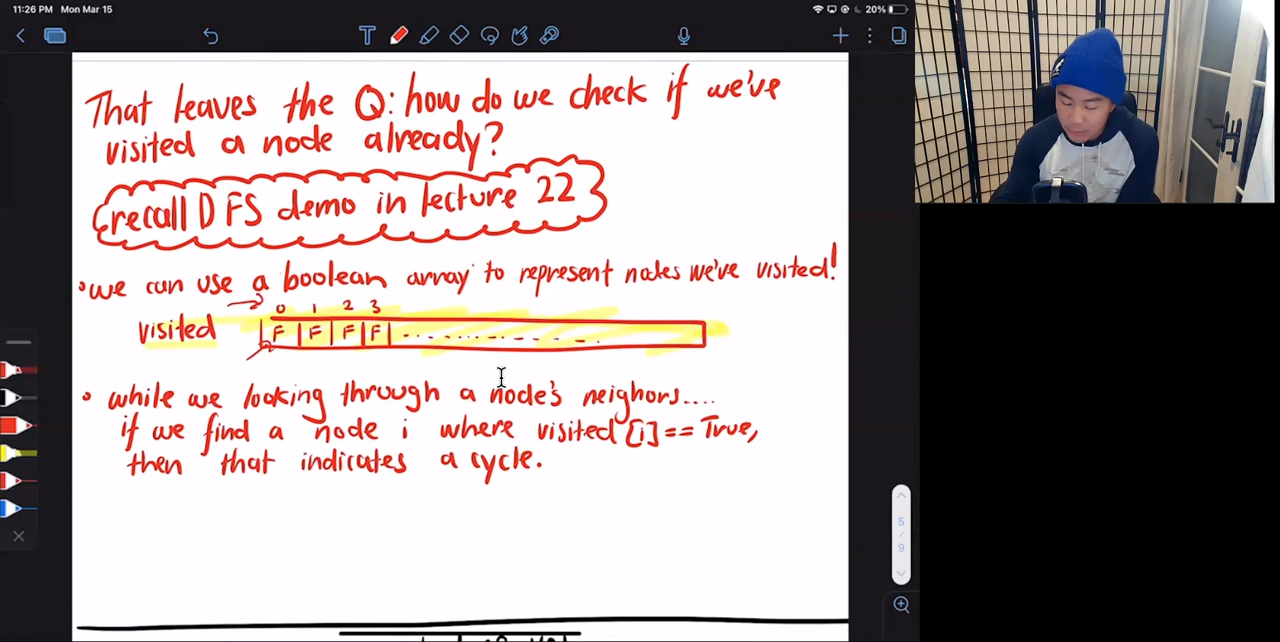 11:26 PM Mon Mar 15
20%
That leaves the Q: how do we check if we've
visited a node already?
recall DFS demo in lecture 22
• we can use a boolean array to represent nodes we've visited!
0 1 2 3
visited F F F F
• while we looking through a node's neighors....
if we find a node i where visited [i] == True,
then that indicates a cycle.
5
/
9